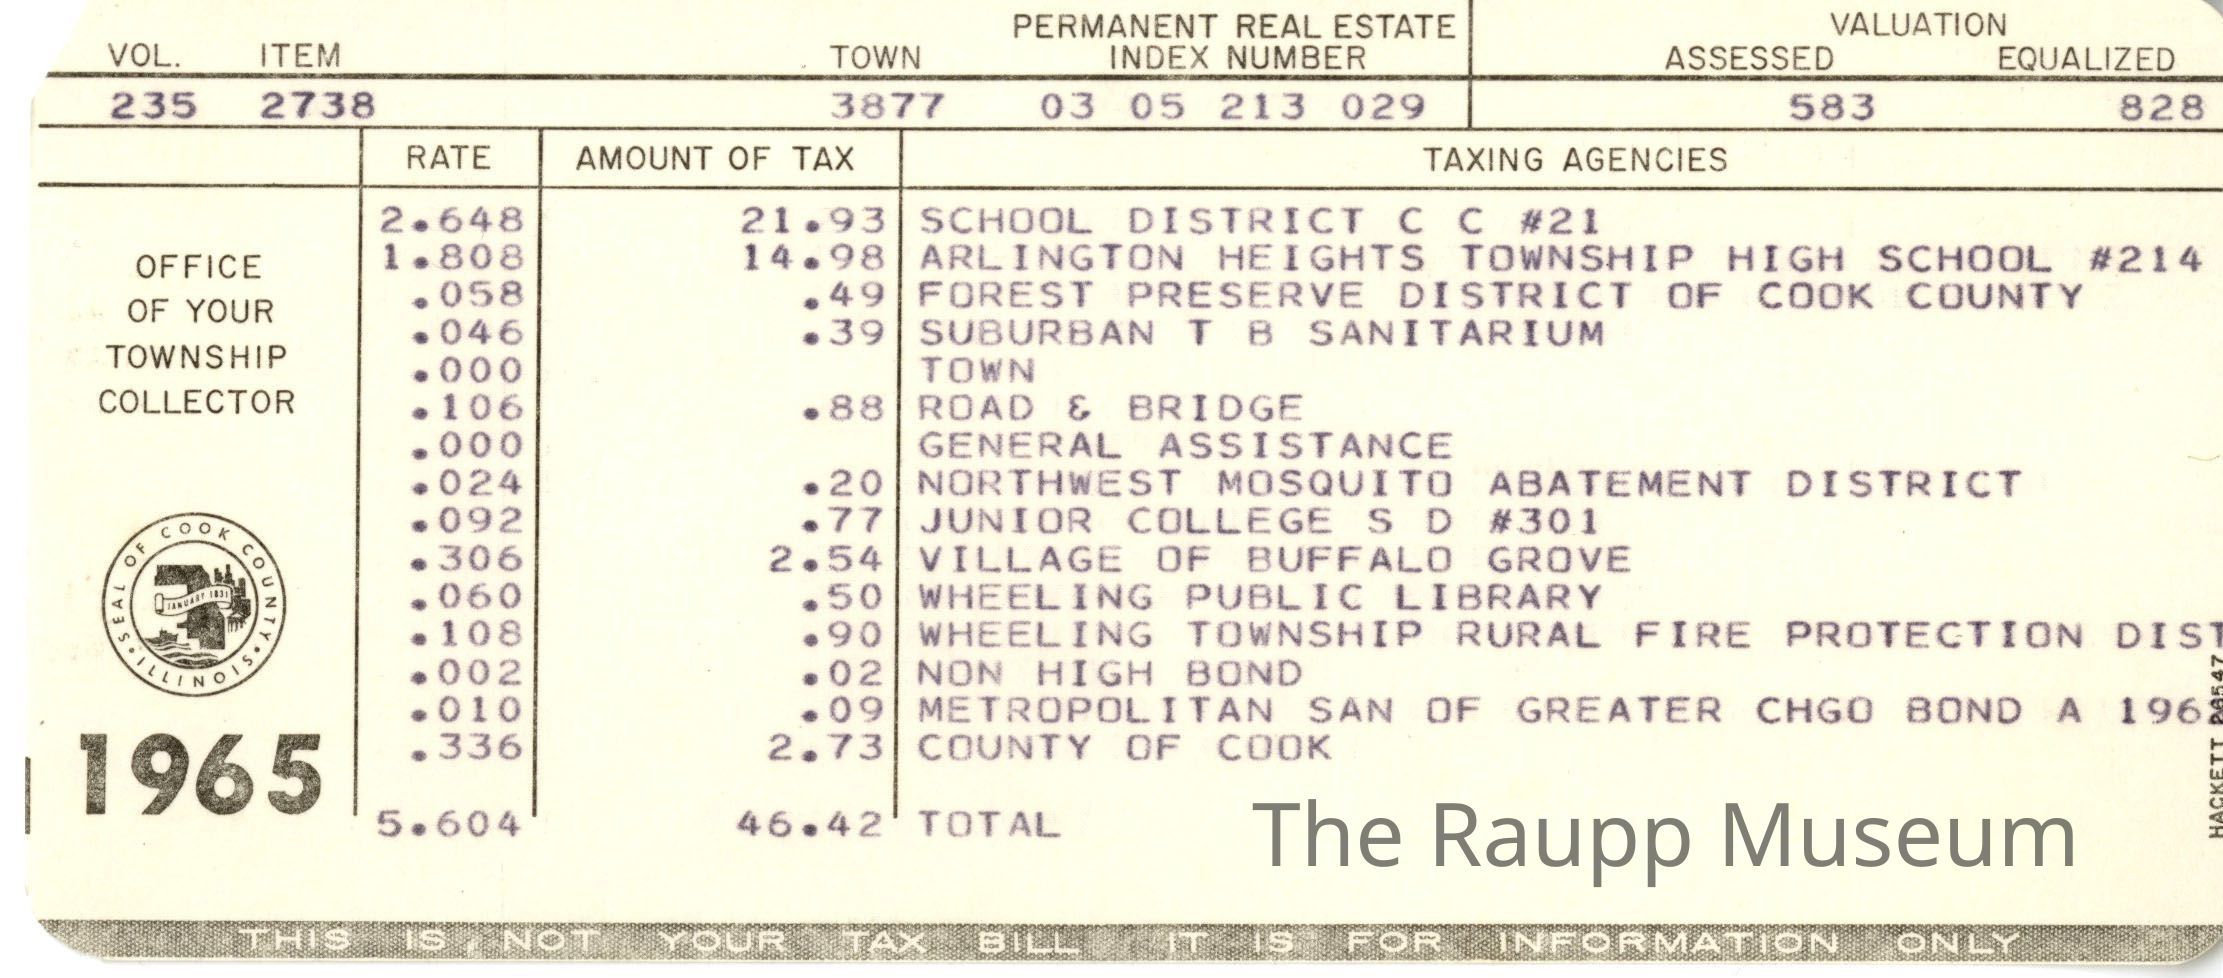 PERMANENT REAL ESTATE VALUATION
VOL. ITEM TOWN INDEX NUMBER ASSESSED EQUALIZED
235 2738 3877 03 05 213 029 583 828
RATE AMOUNT OF TAX TAXING AGENCIES
2.648 21.93 SCHOOL DISTRICT C C #21
1.808 14.98 ARLINGTON HEIGHTS TOWNSHIP HIGH SCHOOL #214
.058 .49 FOREST PRESERVE DISTRICT OF COOK COUNTY
.046 .39 SUBURBAN T B SANITARIUM
.000 TOWN
.106 .88 ROAD & BRIDGE
.000 GENERAL ASSISTANCE
.024 .20 NORTHWEST MOSQUITO ABATEMENT DISTRICT
.092 .77 JUNIOR COLLEGE S D #301
.306 2.54 VILLAGE OF BUFFALO GROVE
.060 .50 WHEELING PUBLIC LIBRARY
.108 .90 WHEELING TOWNSHIP RURAL FIRE PROTECTION DIST
.002 .02 NON HIGH BOND
.010 .09 METROPOLITAN SAN OF GREATER CHGO BOND A
.336 2.73 COUNTY OF COOK
5.604 46.42 TOTAL
OFFICE
OF YOUR
TOWNSHIP
COLLECTOR
SEAL OF COOK COUNTY
ILLINOIS
JANUARY 1831
1965
HACKETT
The Raupp Museum
THIS IS NOT YOUR TAX BILL IT IS FOR INFORMATION ONLY